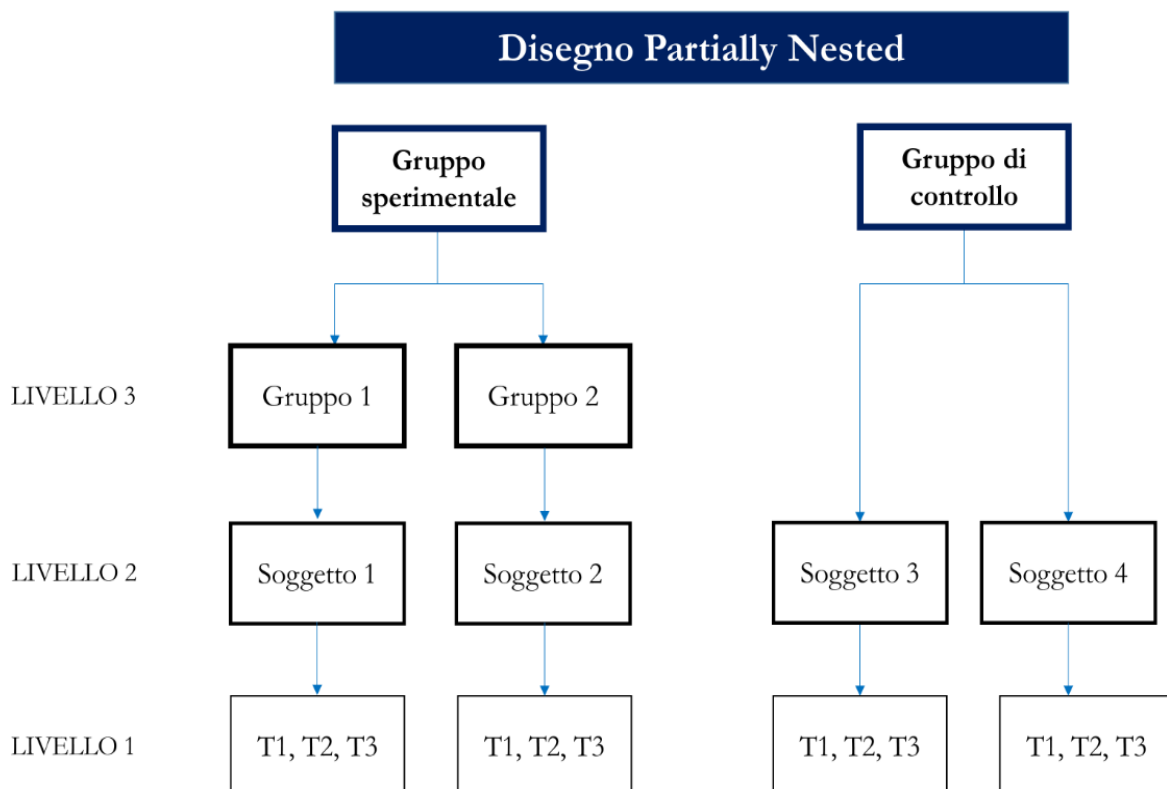 Disegno Partially Nested
Gruppo
sperimentale
Gruppo di
controllo
LIVELLO 3
Gruppo 1
Gruppo 2
LIVELLO 2
Soggetto 1
Soggetto 2
Soggetto 3
Soggetto 4
LIVELLO 1
T1, T2, T3
T1, T2, T3
T1, T2, T3
T1, T2, T3